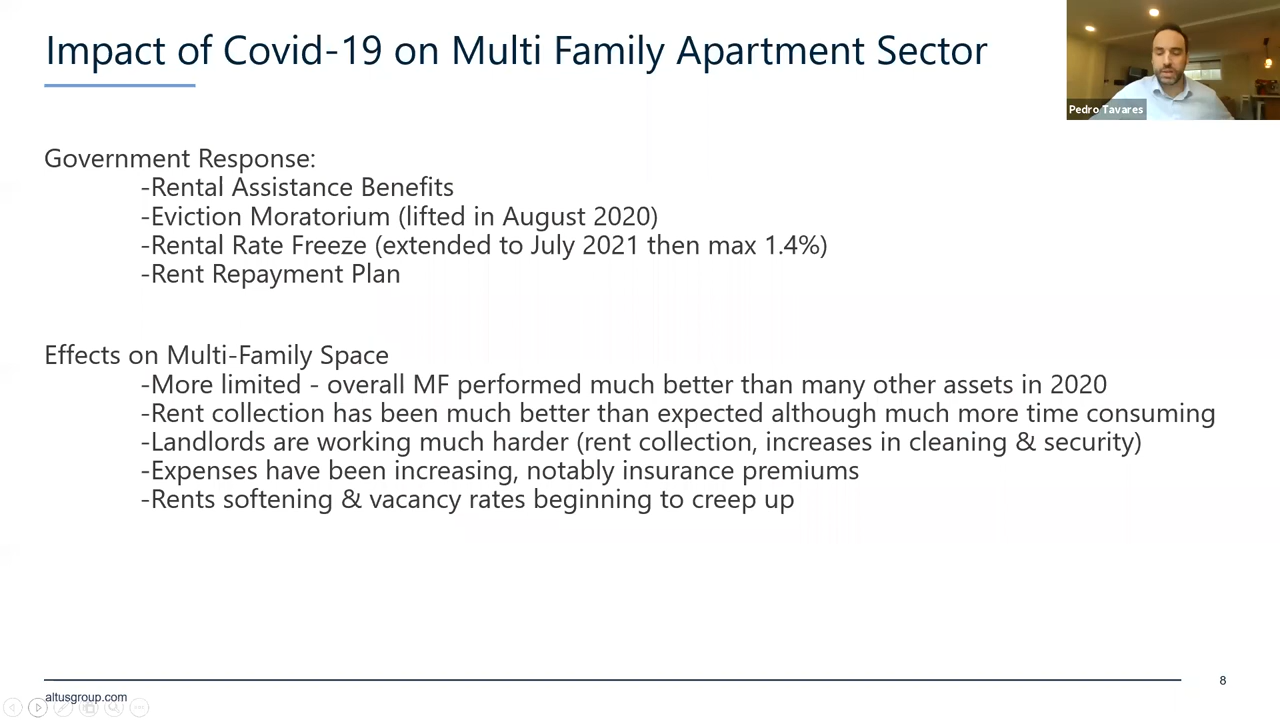 Impact of Covid-19 on Multi Family Apartment Sector
Pedro Tavares
Government Response:
-Rental Assistance Benefits
-Eviction Moratorium (lifted in August 2020)
-Rental Rate Freeze (extended to July 2021 then max 1.4%)
-Rent Repayment Plan
Effects on Multi-Family Space
-More limited - overall MF performed much better than many other assets in 2020
-Rent collection has been much better than expected although much more time consuming
-Landlords are working much harder (rent collection, increases in cleaning & security)
-Expenses have been increasing, notably insurance premiums
-Rents softening & vacancy rates beginning to creep up
8
altusgroup.com